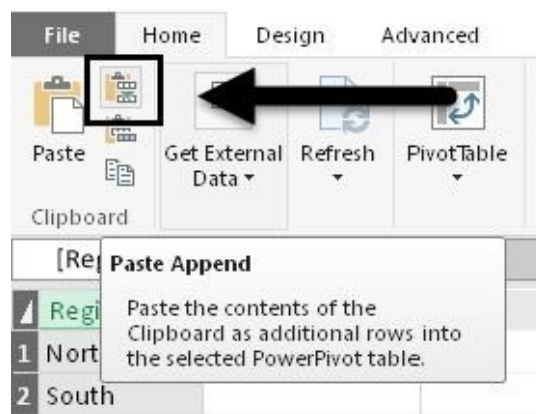 File Home Design Advanced
Paste
Get External
Data
Refresh
PivotTable
Clipboard
[Reg
Paste Append
Paste the contents of the
Clipboard as additional rows into
the selected PowerPivot table.
Regi
1 Nort
2 South